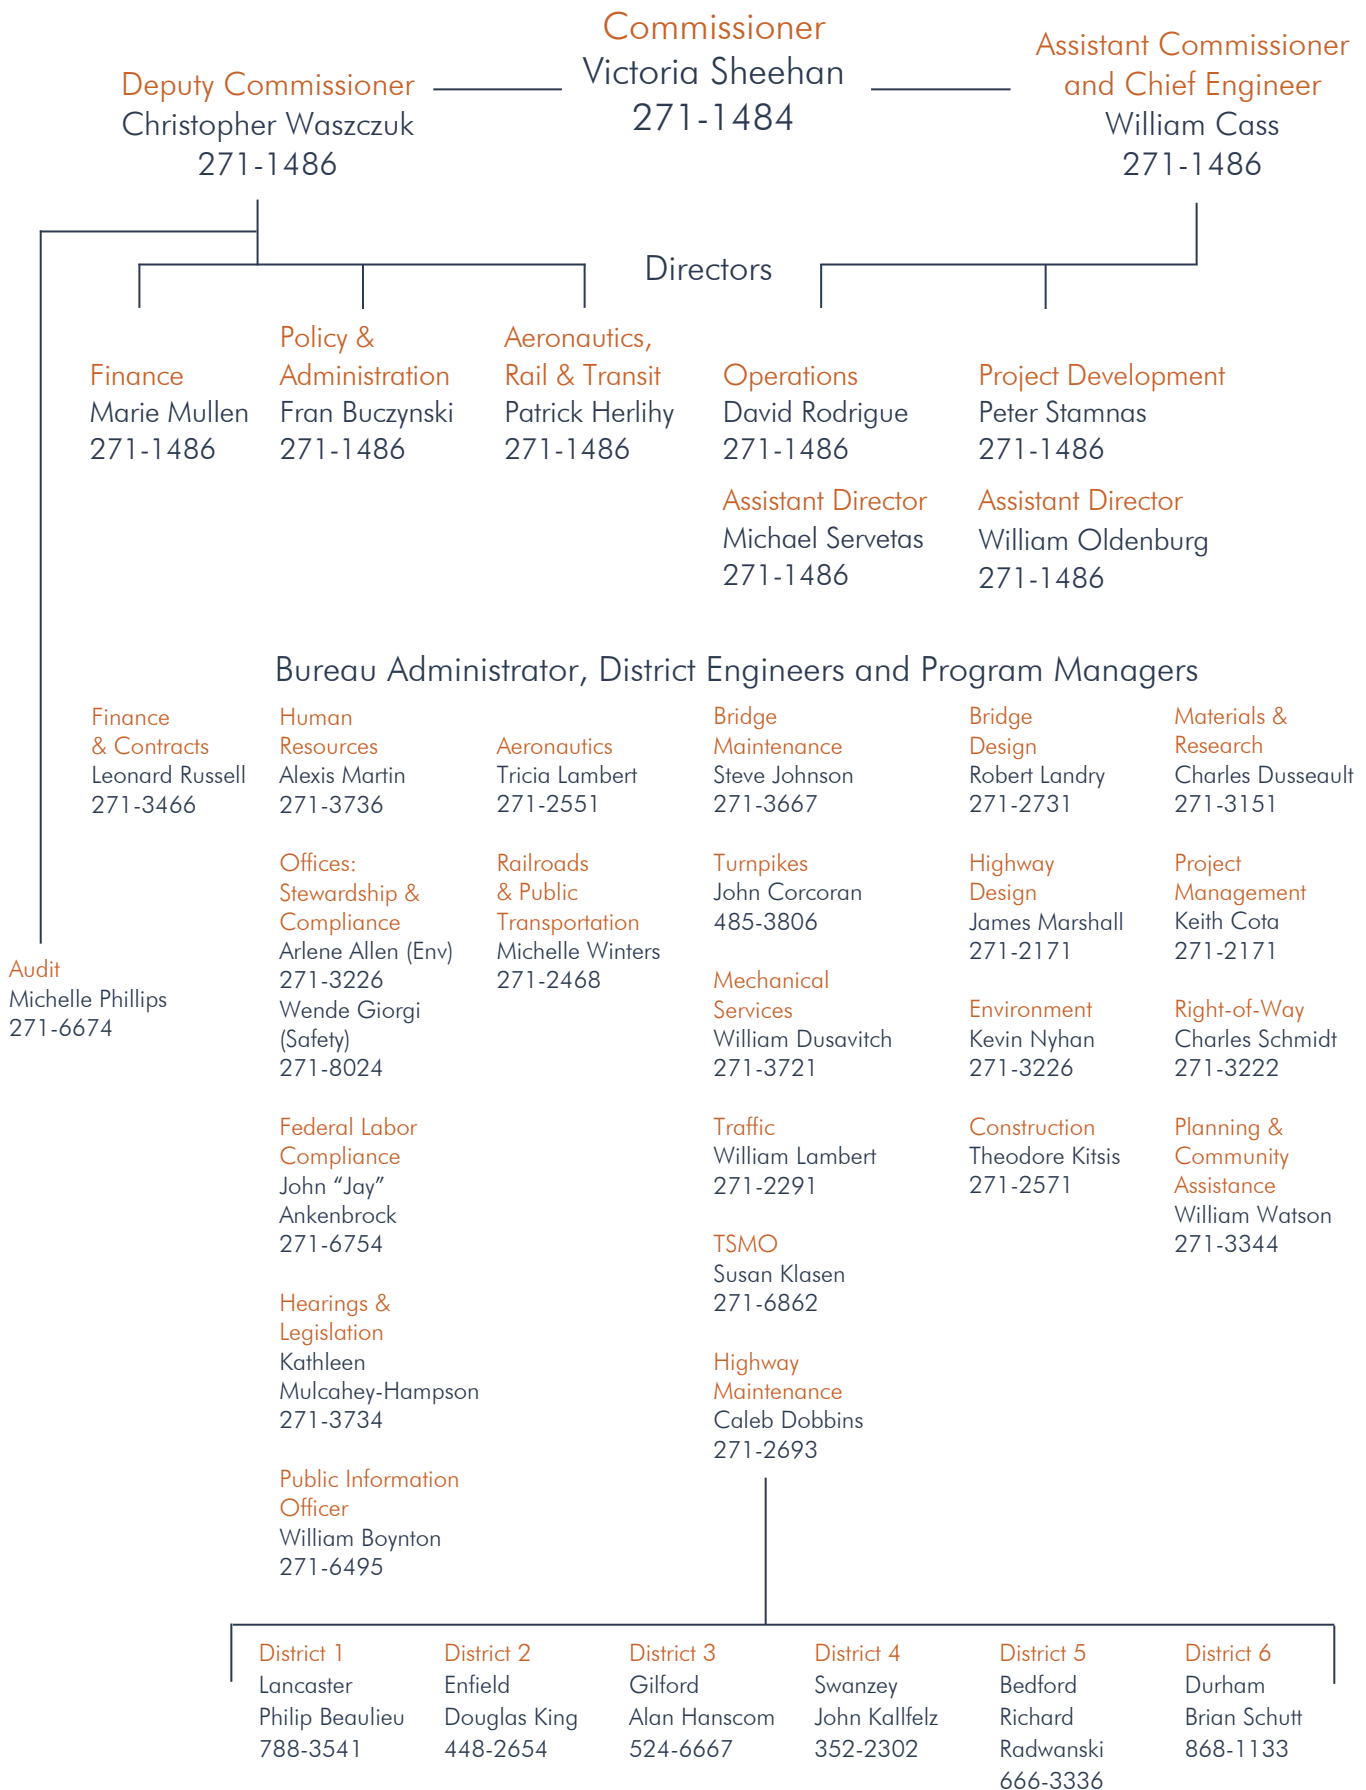 Commissioner
Victoria Sheehan
271-1484
Deputy Commissioner
Christopher Waszczuk
271-1486
Assistant Commissioner
and Chief Engineer
William Cass
271-1486
Directors
Finance
Marie Mullen
271-1486
Policy &
Administration
Fran Buczynski
271-1486
Aeronautics,
Rail & Transit
Patrick Herlihy
271-1486
Operations
David Rodrigue
271-1486
Assistant Director
Michael Servetas
271-1486
Project Development
Peter Stamnas
271-1486
Assistant Director
William Oldenburg
271-1486
Bureau Administrator, District Engineers and Program Managers
Audit
Michelle Phillips
271-6674
Finance
& Contracts
Leonard Russell
271-3466
Human
Resources
Alexis Martin
271-3736
Offices:
Stewardship &
Compliance
Arlene Allen (Env)
271-3226
Wende Giorgi
(Safety)
271-8024
Federal Labor
Compliance
John “Jay”
Ankenbrock
271-6754
Hearings &
Legislation
Kathleen
Mulcahey-Hampson
271-3734
Public Information
Officer
William Boynton
271-6495
Aeronautics
Tricia Lambert
271-2551
Railroads
& Public
Transportation
Michelle Winters
271-2468
Bridge
Maintenance
Steve Johnson
271-3667
Turnpikes
John Corcoran
485-3806
Mechanical
Services
William Dusavitch
271-3721
Traffic
William Lambert
271-2291
TSMO
Susan Klasen
271-6862
Highway
Maintenance
Caleb Dobbins
271-2693
Bridge
Design
Robert Landry
271-2731
Highway
Design
James Marshall
271-2171
Environment
Kevin Nyhan
271-3226
Construction
Theodore Kitsis
271-2571
Materials &
Research
Charles Dusseault
271-3151
Project
Management
Keith Cota
271-2171
Right-of-Way
Charles Schmidt
271-3222
Planning &
Community
Assistance
William Watson
271-3344
District 1
Lancaster
Philip Beaulieu
788-3541
District 2
Enfield
Douglas King
448-2654
District 3
Gilford
Alan Hanscom
524-6667
District 4
Swanzey
John Kallfelz
352-2302
District 5
Bedford
Richard
Radwanski
666-3336
District 6
Durham
Brian Schutt
868-1133